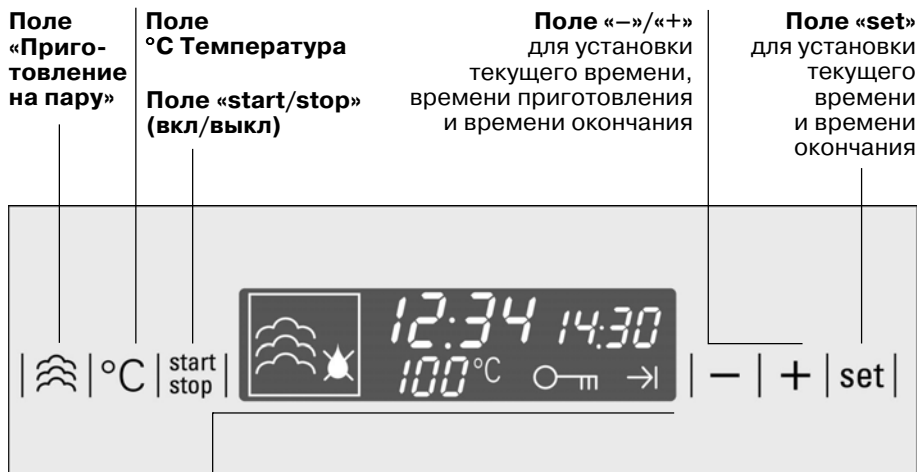 Поле
«Приго-
товление
на пару»
Поле
°C Температура
Поле «start/stop»
(вкл/выкл)
Поле «–»/«+»
для установки
текущего времени,
времени приготовления
и времени окончания
Поле «set»
для установки
текущего
времени
и времени
окончания
°C
start
stop
12:34 14:30
100°C
− + set